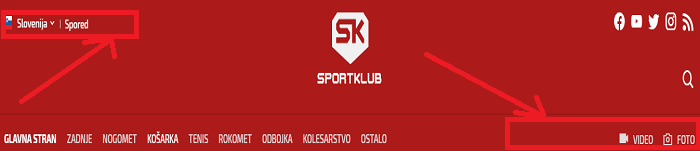 Slovenija | Spored
SK
SPORTKLUB
GLAVNA STRAN ZADNJE NOGOMET KOŠARKA TENIS ROKOMET ODBOJKA KOLESARSTVO OSTALO VIDEO FOTO